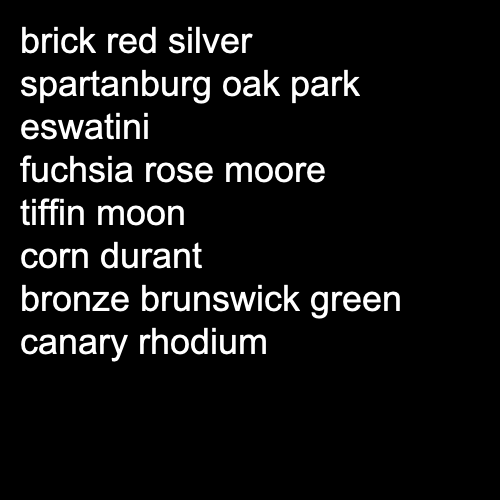 brick red silver
spartanburg oak park
eswatini
fuchsia rose moore
tiffin moon
corn durant
bronze brunswick green
canary rhodium